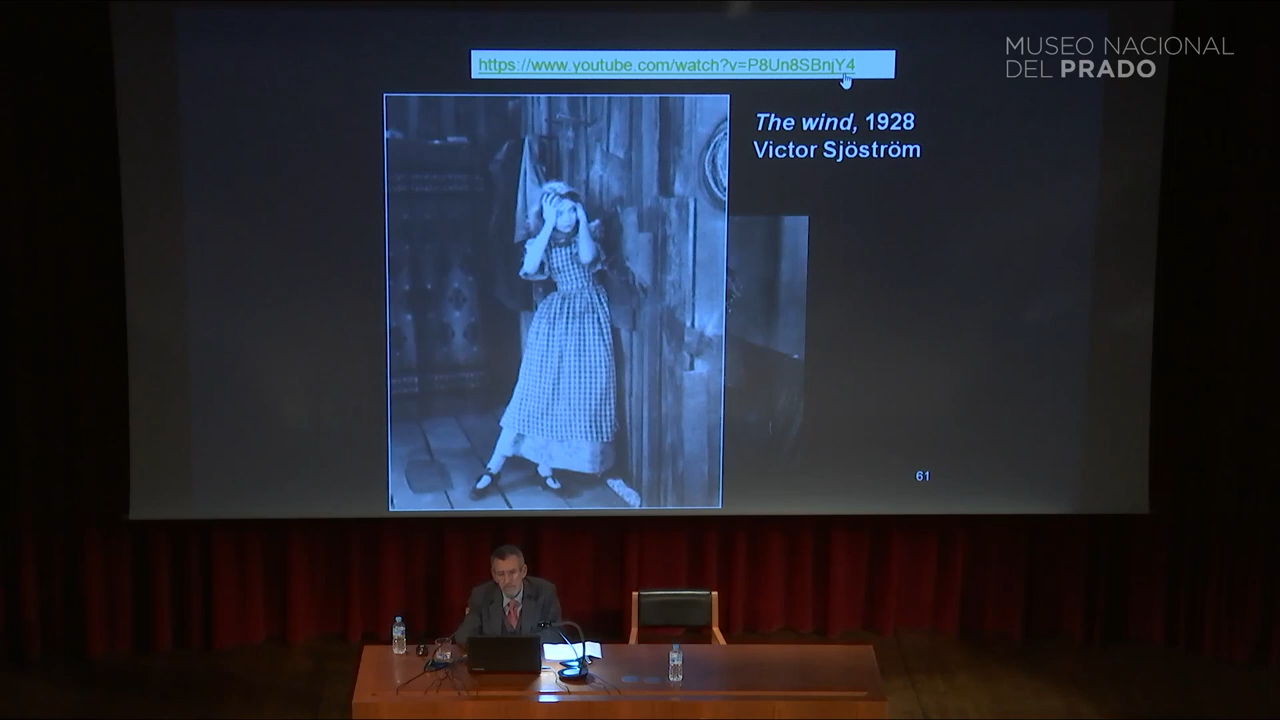 https://www.youtube.com/watch?v=P8Un8SBnjY4
MUSEO NACIONAL
DEL PRADO
The wind, 1928
Victor Sjöström
61